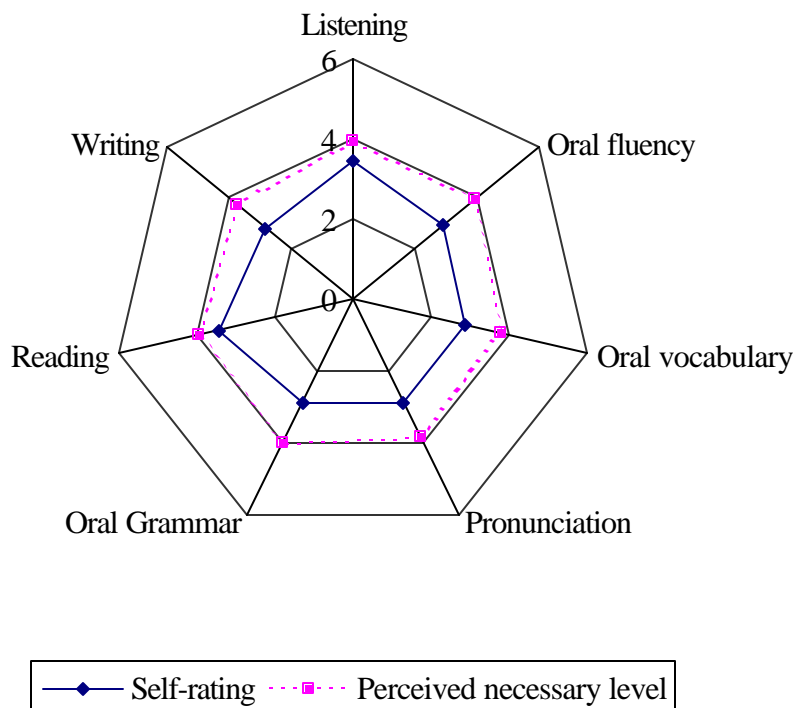 Listening
6
Writing
Oral fluency
4
2
0
Reading
Oral vocabulary
Oral Grammar
Pronunciation
Self-rating
Perceived necessary level